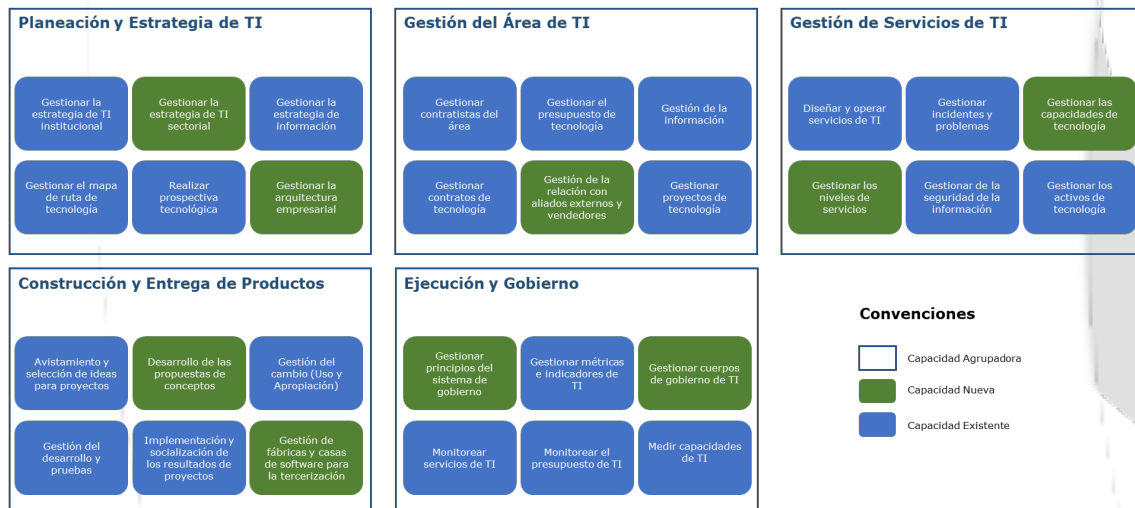 Planeación y Estrategia de TI
Gestionar la
estrategia de TI
institucional
Gestionar la
estrategia de TI
sectorial
Gestionar la
estrategia de
información
Gestionar el mapa
de ruta de
tecnología
Realizar
prospectiva
tecnológica
Gestionar la
arquitectura
empresarial
Gestión del Área de TI
Gestionar
contratistas del
área
Gestionar el
presupuesto de
tecnología
Gestión de la
información
Gestionar
contratos de
tecnología
Gestión de la
relación con
aliados externos y
vendedores
Gestionar
proyectos de
tecnología
Gestión de Servicios de TI
Diseñar y operar
servicios de TI
Gestionar
incidentes y
problemas
Gestionar las
capacidades de
tecnología
Gestionar los
niveles de
servicios
Gestionar de la
seguridad de la
información
Gestionar los
activos de
tecnología
Construcción y Entrega de Productos
Avistamiento y
selección de ideas
para proyectos
Desarrollo de las
propuestas de
conceptos
Gestión del
cambio (Uso y
Apropiación)
Gestión del
desarrollo y
pruebas
Implementación y
socialización de
los resultados de
proyectos
Gestión de
fábricas y casas
de software para
la tercerización
Ejecución y Gobierno
Gestionar
principios del
sistema de
gobierno
Gestionar métricas
e indicadores de
TI
Gestionar cuerpos
de gobierno de TI
Monitorear
servicios de TI
Monitorear el
presupuesto de TI
Medir capacidades
de TI
Convenciones
Capacidad Agrupadora
Capacidad Nueva
Capacidad Existente